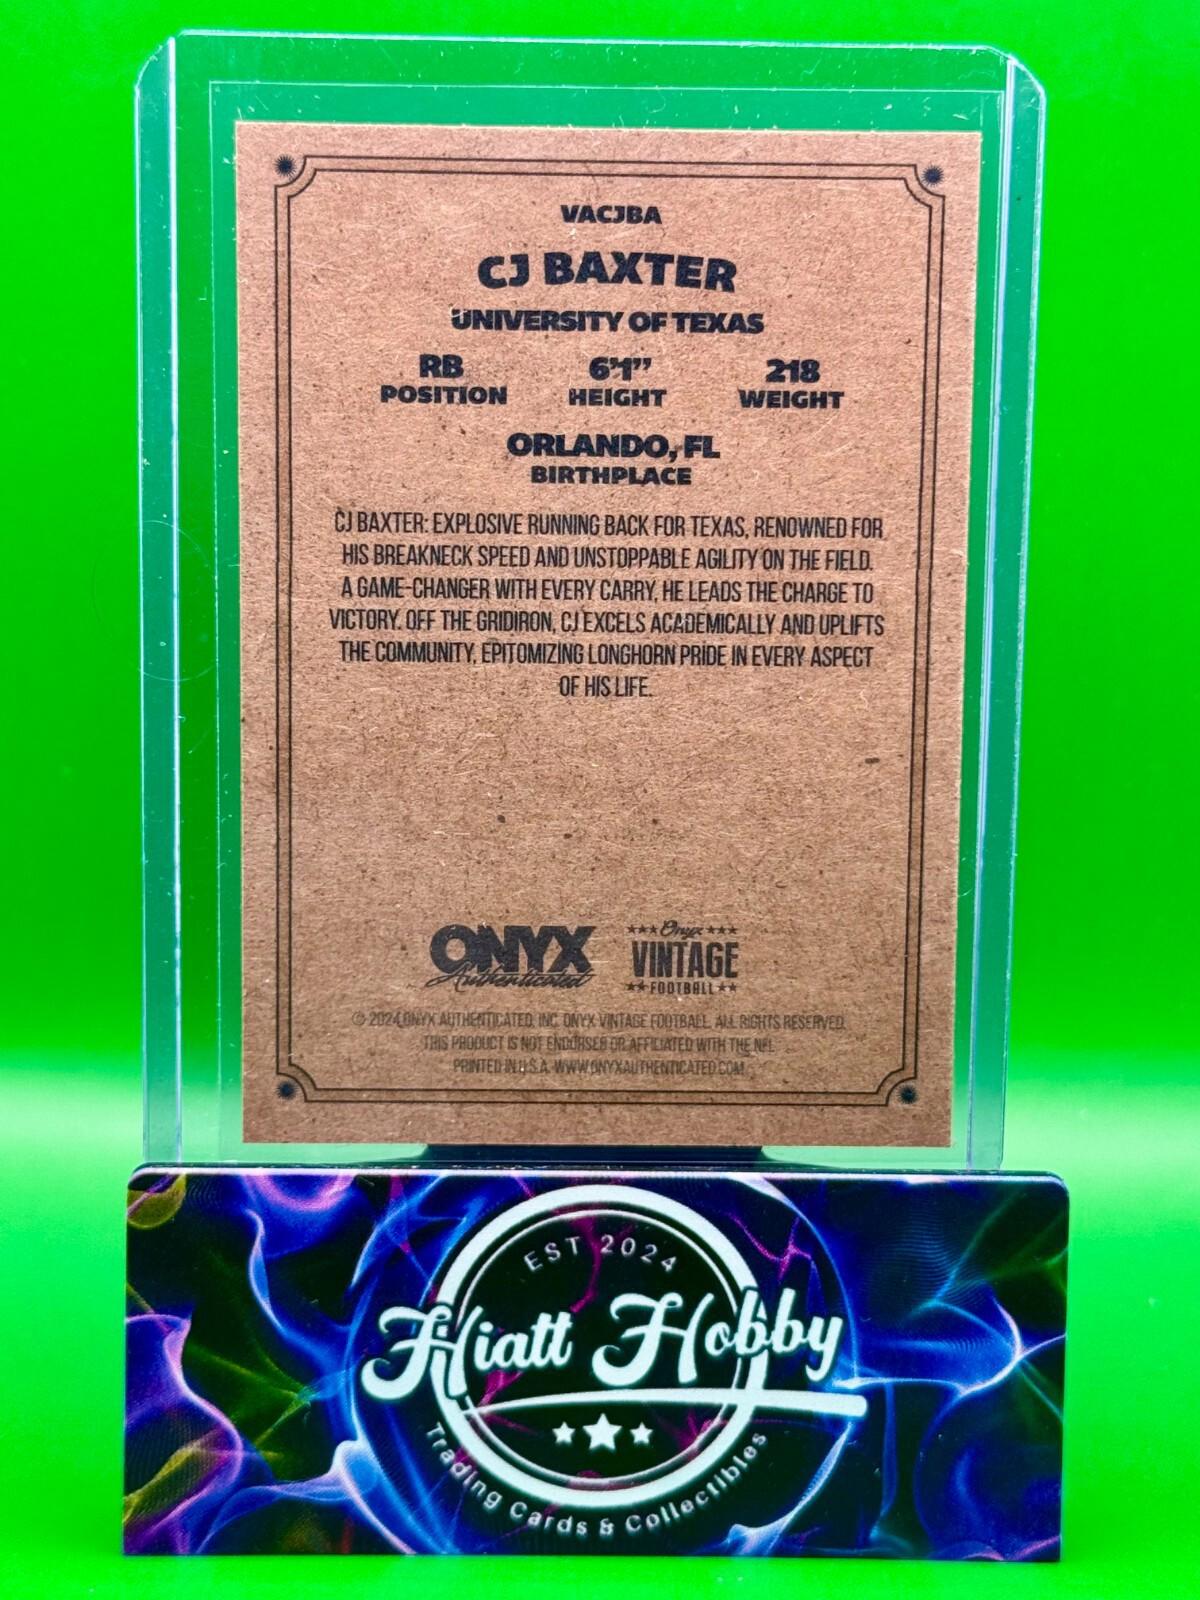 VACJBA
CJ BAXTER
UNIVERSITY OF TEXAS
RB 6'1" 218
POSITION HEIGHT WEIGHT
ORLANDO, FL
BIRTHPLACE
CJ BAXTER: EXPLOSIVE RUNNING BACK FOR TEXAS, RENOWNED FOR
HIS BREAKNECK SPEED AND UNSTOPPABLE AGILITY ON THE FIELD.
A GAME-CHANGER WITH EVERY CARRY, HE LEADS THE CHARGE TO
VICTORY. OFF THE GRIDIRON, CJ EXCELS ACADEMICALLY AND UPLIFTS
THE COMMUNITY, EPITOMIZING LONGHORN PRIDE IN EVERY ASPECT
OF HIS LIFE.
ONYX
Authenticated
Onyx
VINTAGE
FOOTBALL
© 2024 ONYX AUTHENTICATED, INC. ONYX VINTAGE FOOTBALL. ALL RIGHTS RESERVED.
THIS PRODUCT IS NOT ENDORSED OR AFFILIATED WITH THE NFL
PRINTED IN U.S.A. WWW.ONYXAUTHENTICATED.COM
EST 2024
Hiatt Hobby
Trading Cards & Collectibles